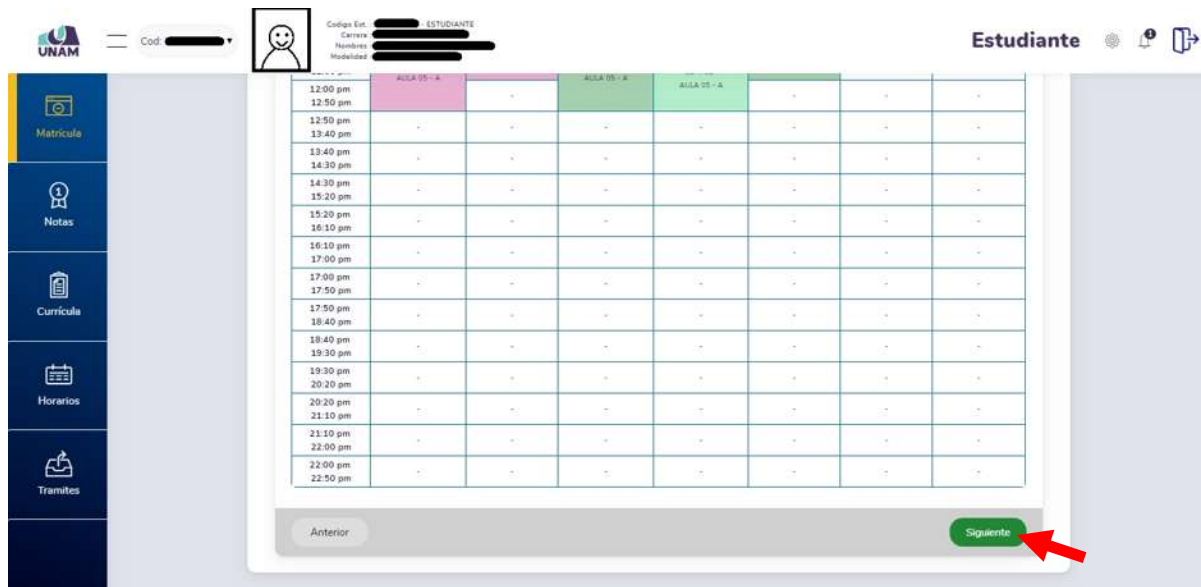 UNAM
Cod:
Codigo Est. - ESTUDIANTE
Carrera
Nombres
Modelidad
Estudiante
Matrícula
Notas
Currícula
Horarios
Tramites
AULA 05 - A
AULA 05 - A
AULA 05 - A
12:00 pm
12:50 pm
- - - -
12:50 pm
13:40 pm
- - - - - - -
13:40 pm
14:30 pm
- - - - - - -
14:30 pm
15:20 pm
- - - - - - -
15:20 pm
16:10 pm
- - - - - - -
16:10 pm
17:00 pm
- - - - - - -
17:00 pm
17:50 pm
- - - - - - -
17:50 pm
18:40 pm
- - - - - - -
18:40 pm
19:30 pm
- - - - - - -
19:30 pm
20:20 pm
- - - - - - -
20:20 pm
21:10 pm
- - - - - - -
21:10 pm
22:00 pm
- - - - - - -
22:00 pm
22:50 pm
- - - - - - -
Anterior
Siguiente